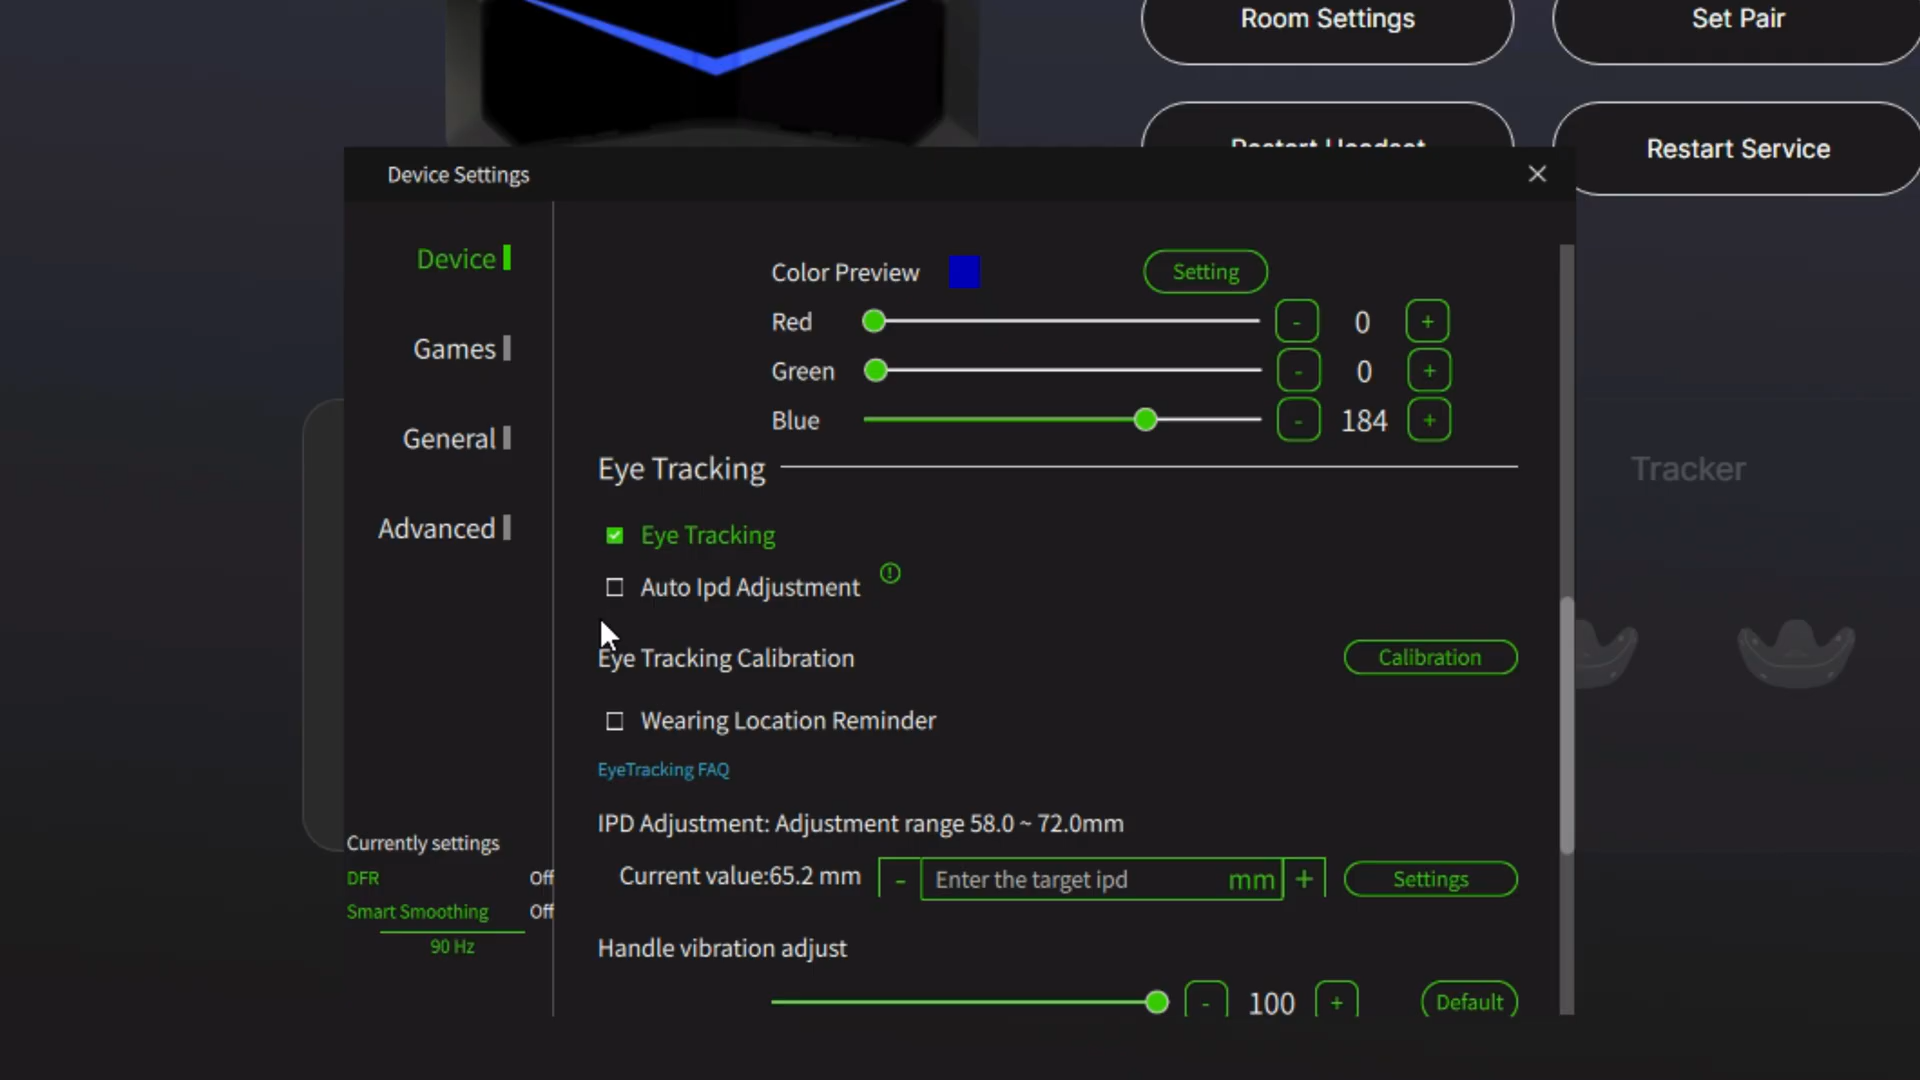 Room Settings
Set Pair
Restart Headset
Restart Service
Device Settings
Device
Games
General
Advanced
Color Preview
Setting
Red
-
0
+
Green
-
0
+
Blue
-
184
+
Eye Tracking
Eye Tracking
Auto Ipd Adjustment
Eye Tracking Calibration
Calibration
Wearing Location Reminder
EyeTracking FAQ
IPD Adjustment: Adjustment range 58.0 ~ 72.0mm
Current value:65.2 mm
-
Enter the target ipd
mm
+
Settings
Handle vibration adjust
-
100
+
Default
Currently settings
DFR
Off
Smart Smoothing
Off
90 Hz
Tracker